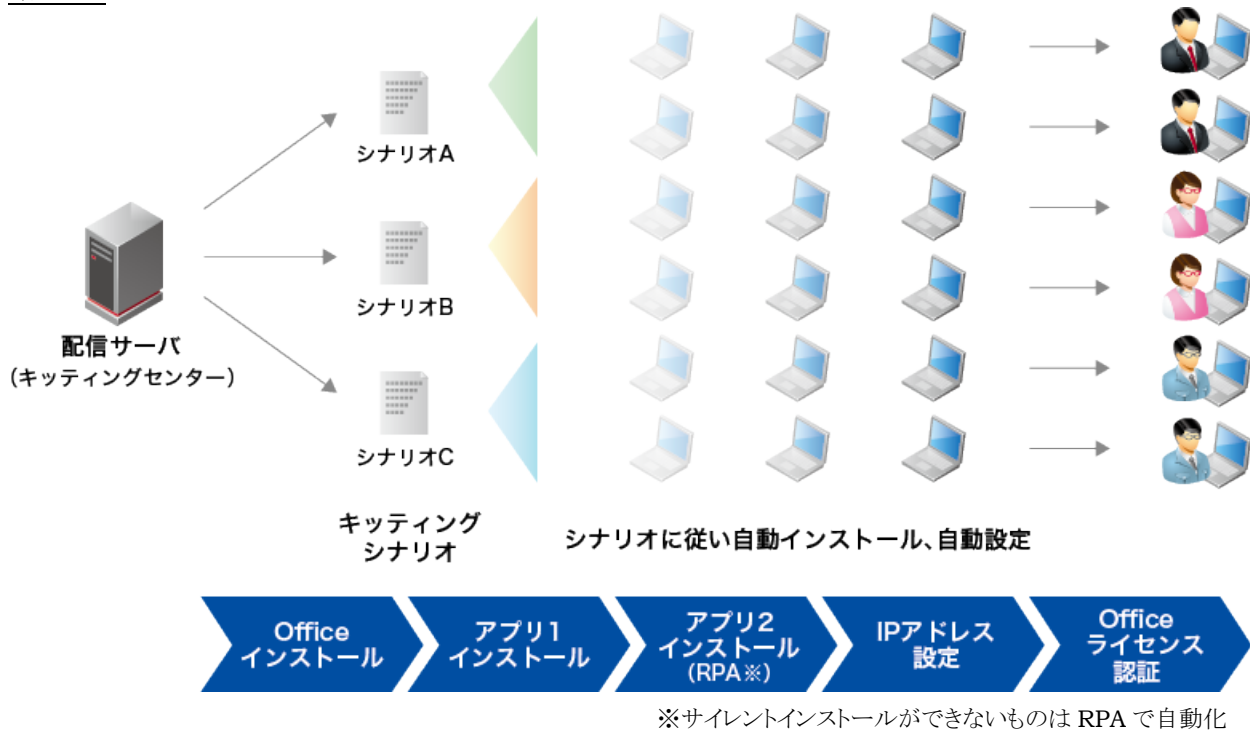 シナリオA
シナリオB
配信サーバ
（キッティングセンター）
シナリオC
キッティング
シナリオ
シナリオに従い自動インストール、自動設定
Office
インストール
アプリ1
インストール
アプリ2
インストール
(RPA※)
IPアドレス
設定
Office
ライセンス
認証
※サイレントインストールができないものは RPA で自動化